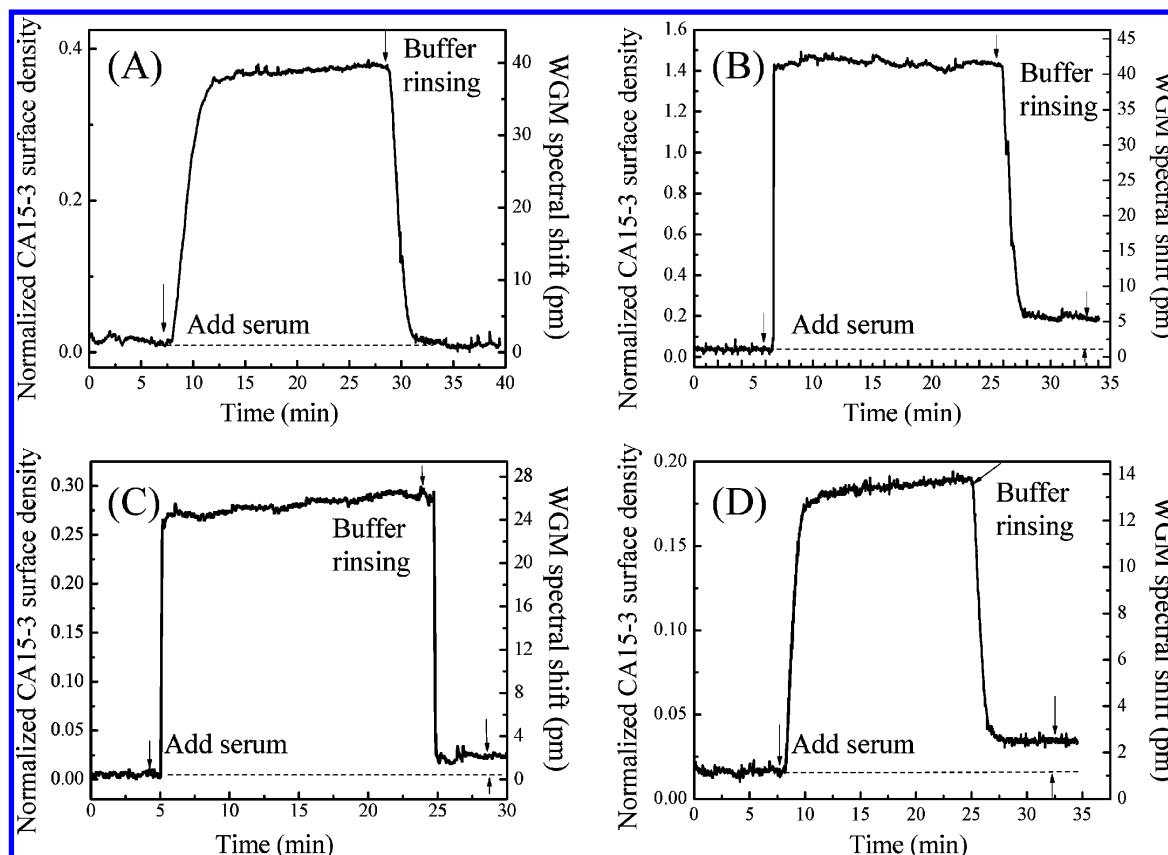 (A)
Buffer
rinsing
Add serum
Normalized CA15-3 surface density
0.4
0.2
0.0
WGM spectral shift (pm)
40
30
20
10
0
0 5 10 15 20 25 30 35 40
Time (min)
(B)
Buffer
rinsing
Add serum
Normalized CA15-3 surface density
1.6
1.4
1.2
1.0
0.8
0.6
0.4
0.2
0.0
WGM spectral shift (pm)
45
40
35
30
25
20
15
10
5
0
0 5 10 15 20 25 30 35
Time (min)
(C)
Buffer
rinsing
Add serum
Normalized CA15-3 surface density
0.30
0.25
0.20
0.15
0.10
0.05
0.00
WGM spectral shift (pm)
28
24
20
16
12
8
4
0
0 5 10 15 20 25 30
Time (min)
(D)
Buffer
rinsing
Add serum
Normalized CA15-3 surface density
0.20
0.15
0.10
0.05
0.00
WGM spectral shift (pm)
14
12
10
8
6
4
2
0
0 5 10 15 20 25 30 35
Time (min)